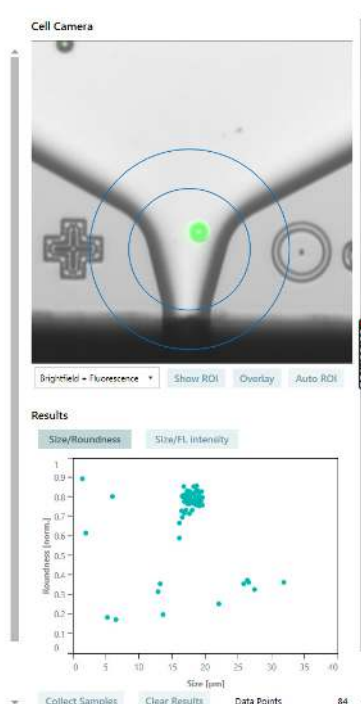 Cell Camera
Brightfield + Fluorescence Show ROI Overlay Auto ROI
Results
Size/Roundness Size/FL intensity
Roundness [norm.]
1
0.9
0.8
0.7
0.6
0.5
0.4
0.3
0.2
0.1
0
0 5 10 15 20 25 30 35 40
Size [µm]
Collect Samples Clear Results Data Points 84